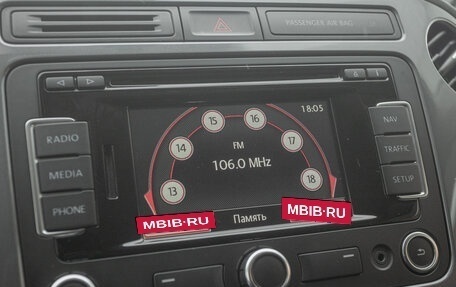 PASSENGER AIR BAG
RADIO
MEDIA
PHONE
NAV
TRAFFIC
SETUP
18:05
15
16
14
17
13
18
FM
106.0 MHz
Память
MBIB·RU
MBIB·RU